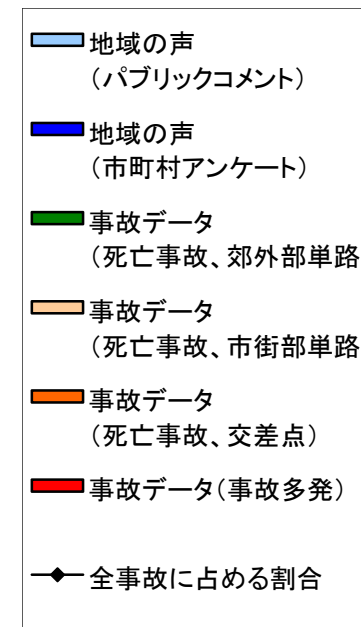 地域の声
(パブリックコメント)
地域の声
(市町村アンケート)
事故データ
(死亡事故、郊外部単路
事故データ
(死亡事故、市街部単路
事故データ
(死亡事故、交差点)
事故データ(事故多発)
全事故に占める割合